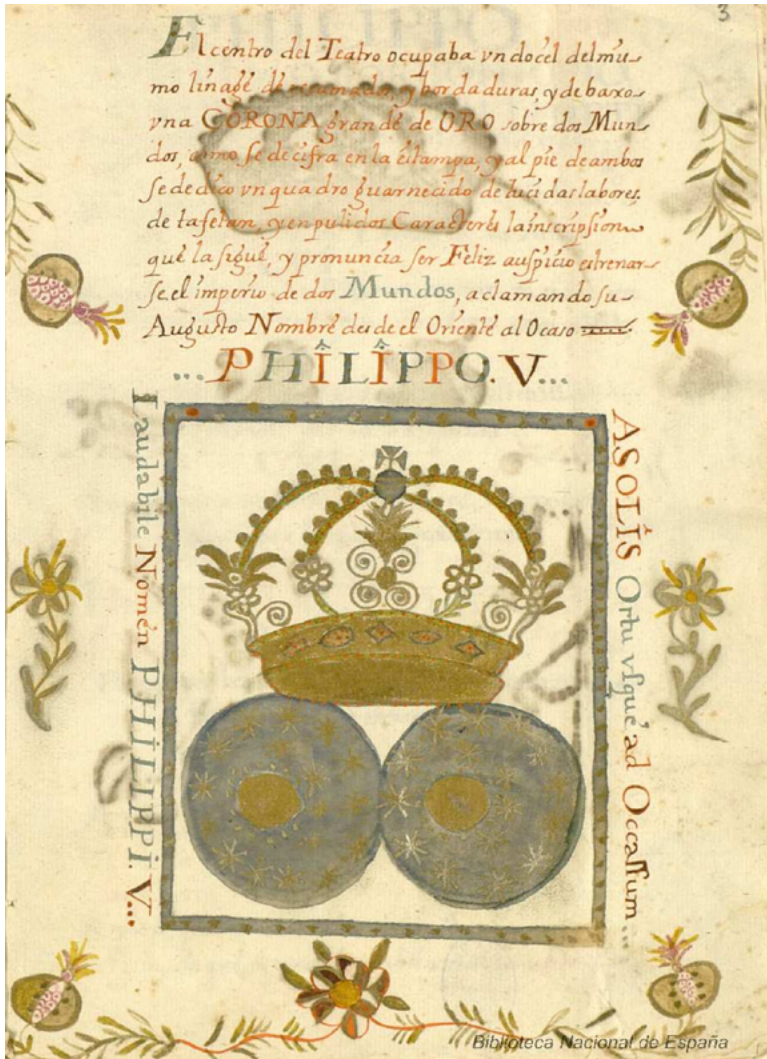 3
El centro del Teatro ocupaba vn docel del mis-
mo linage de recamados, y bordaduras, y debaxo
vna CORONA grande de ORO sobre dos Mun-
dos, como se decifra en la estampa, y al pie de ambos
se dedico vn quadro guarnecido de lucidas labores,
de tafetan, y en pulidos Caracteres la inscripsion
que la sigue, y pronuncia ser Feliz auspicio estrenar-
se el imperio de dos Mundos, aclamando su
Augusto Nombre desde el Oriente al Ocaso
...PHILIPPO. V...
A SOLIS Ortu vsque ad Occassum...
Laudabile Nomen PHILIPPI. V...
Biblioteca Nacional de España